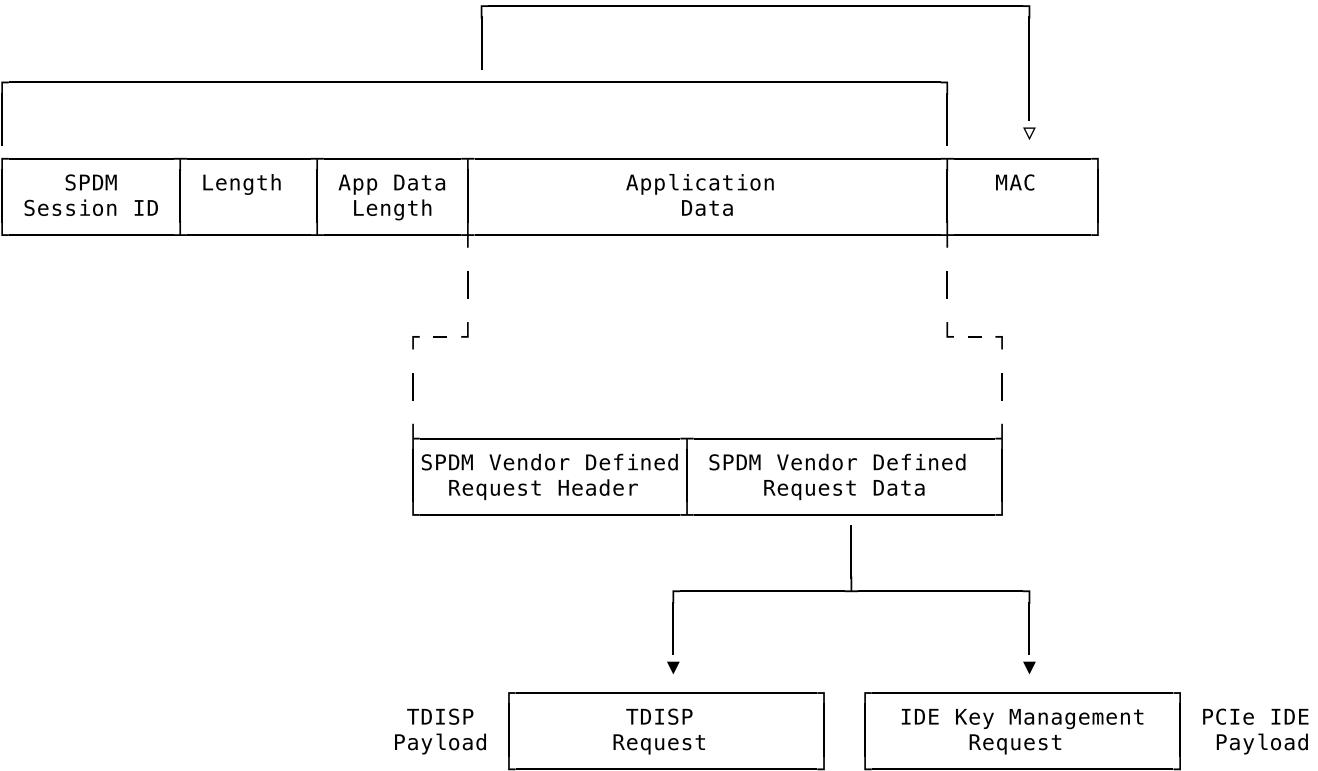 SPDM
Session ID
Length
App Data
Length
Application
Data
MAC
SPDM Vendor Defined
Request Header
SPDM Vendor Defined
Request Data
TDISP
Payload
TDISP
Request
IDE Key Management
Request
PCIe IDE
Payload